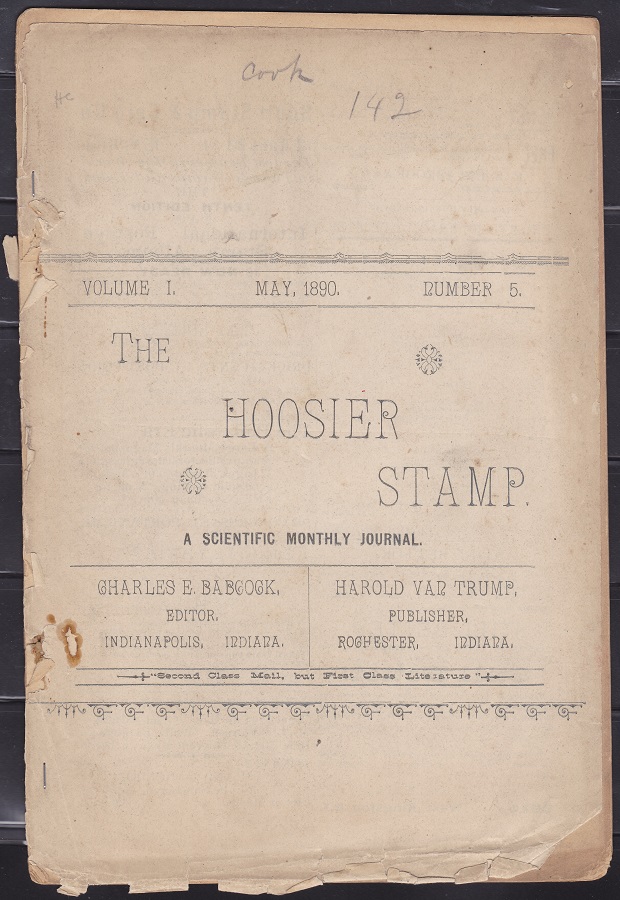 Cook
142
VOLUME I. MAY, 1890. NUMBER 5.
THE
HOOSIER
STAMP.
A SCIENTIFIC MONTHLY JOURNAL.
CHARLES E. BABCOCK,
EDITOR.
INDIANAPOLIS, INDIANA.
HAROLD VAN TRUMP,
PUBLISHER,
ROCHESTER, INDIANA.
"Second Class Mail, but First Class Literature"